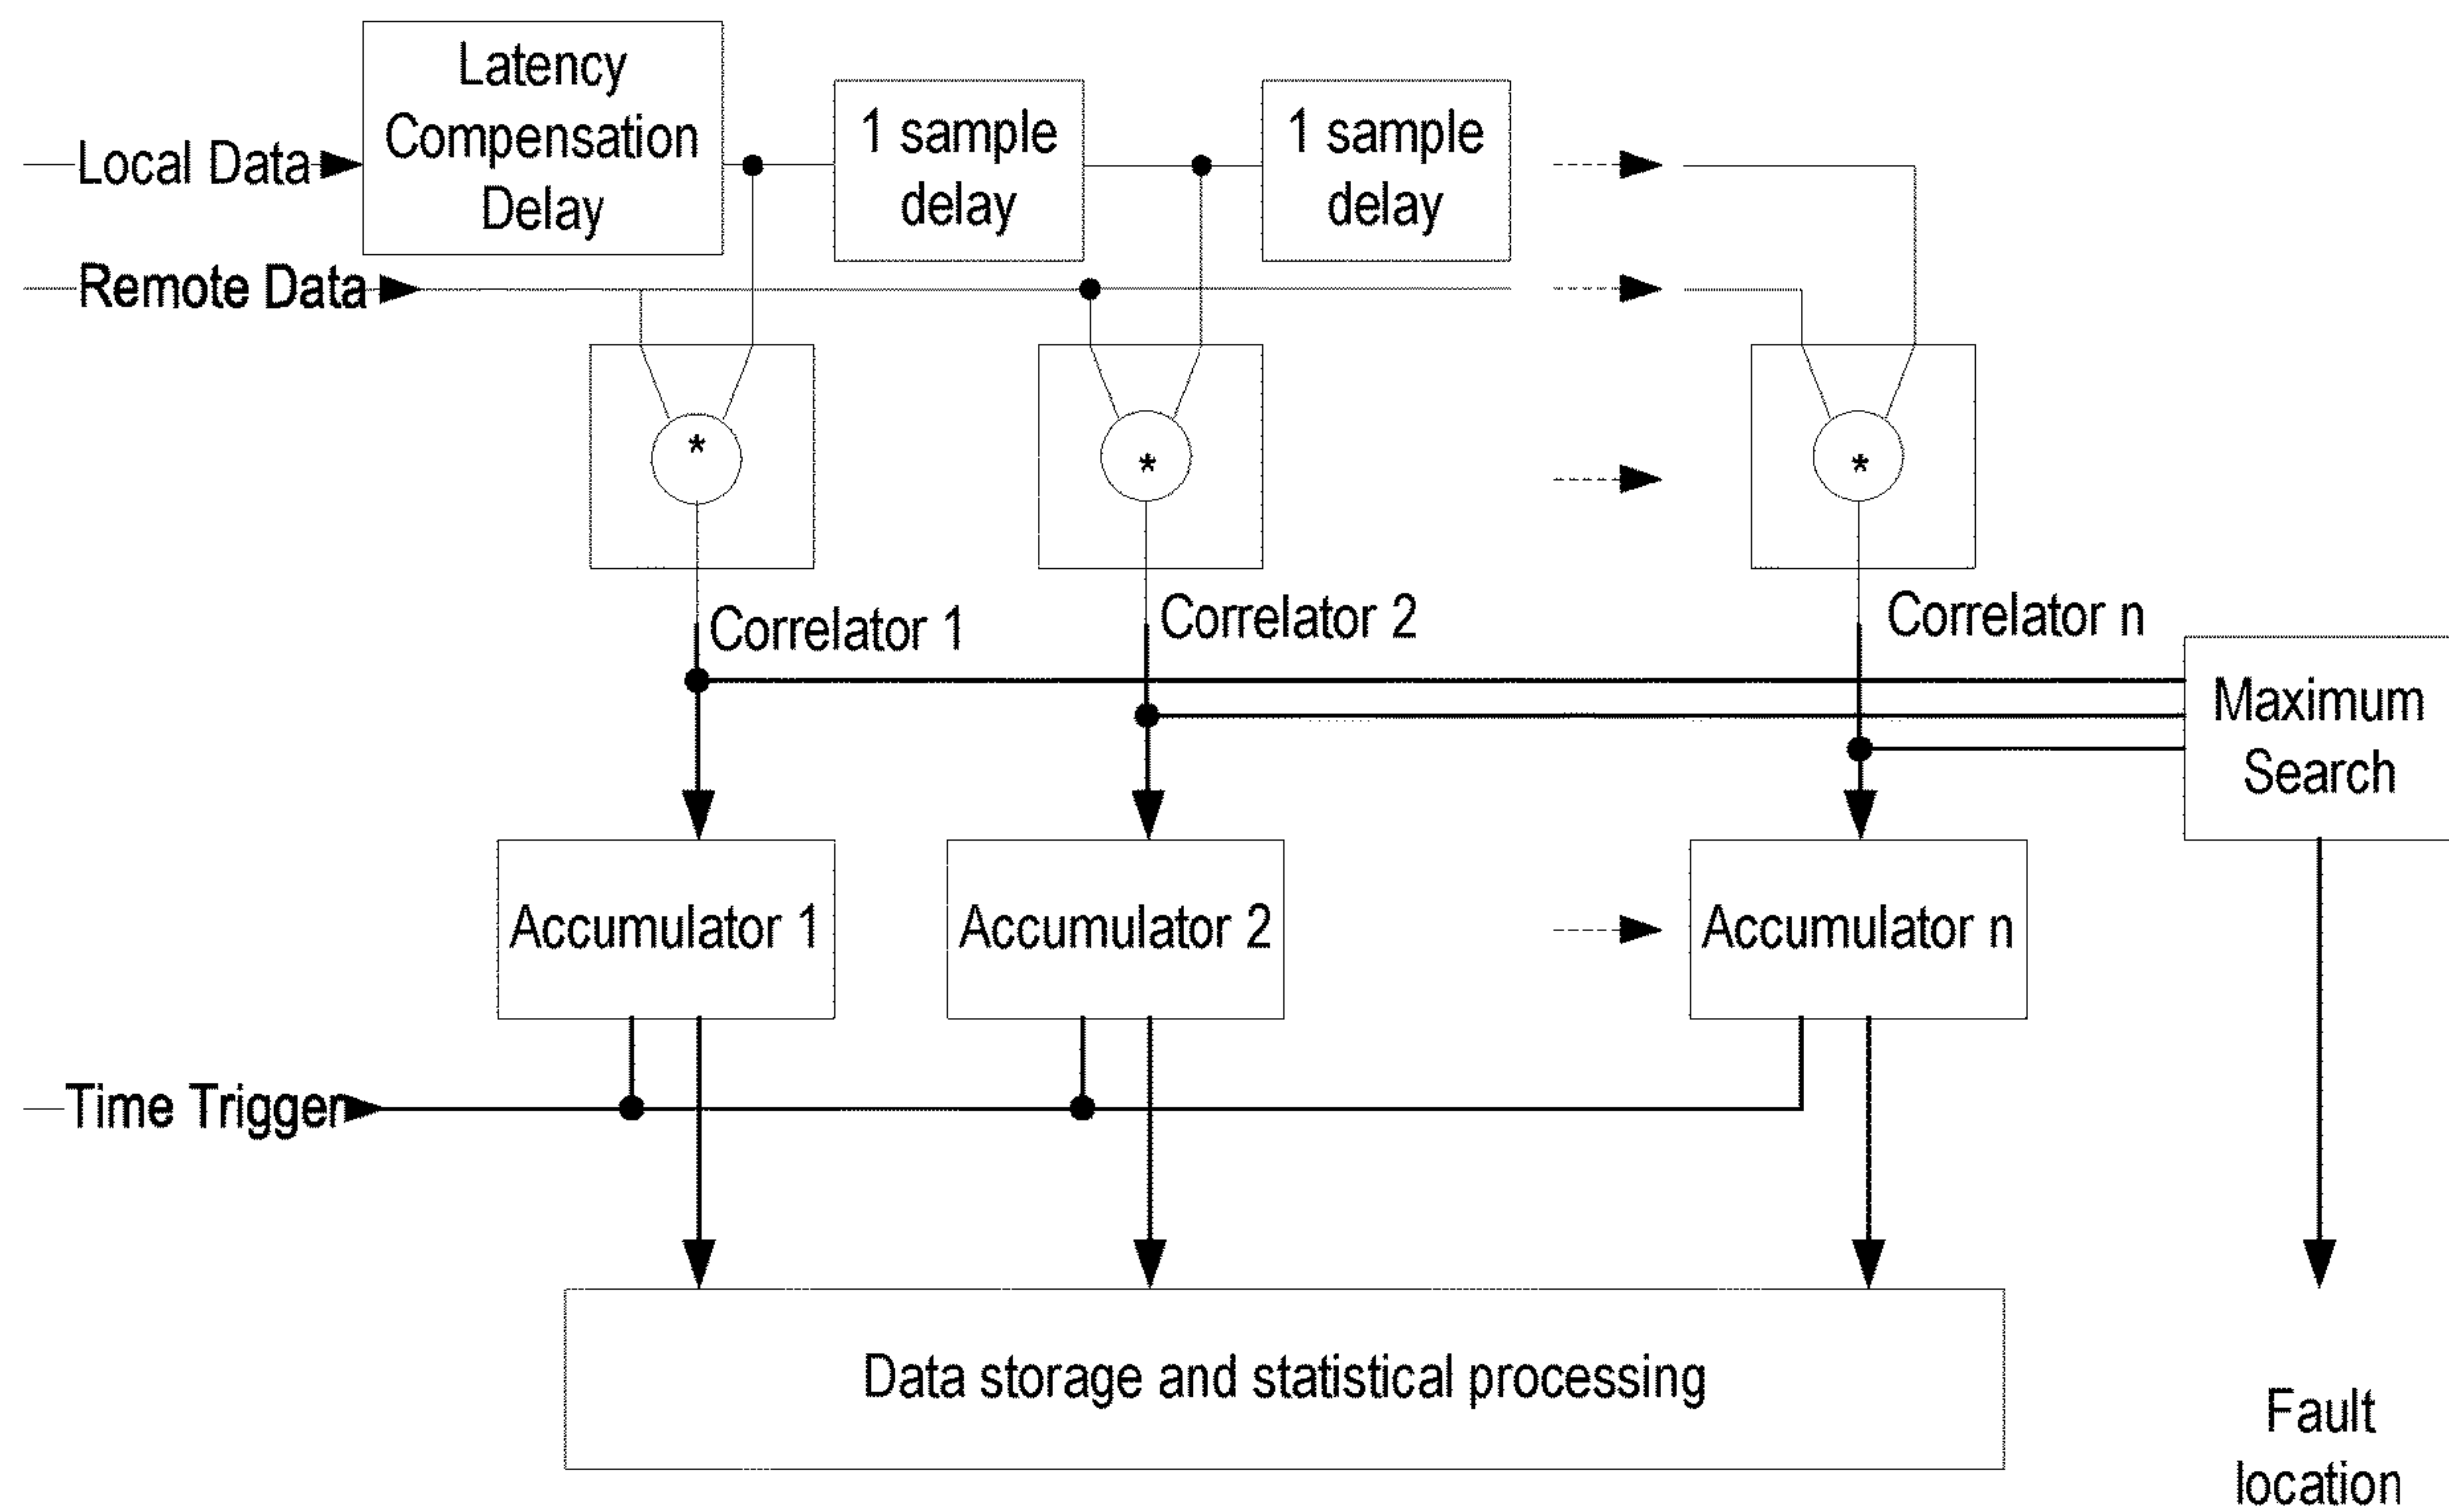 Latency
Compensation
Delay
1 sample
delay
1 sample
delay
Local Data
Remote Data
*
*
*
Correlator 1
Correlator 2
Correlator n
Maximum
Search
Accumulator 1
Accumulator 2
Accumulator n
Time Trigger
Data storage and statistical processing
Fault
location